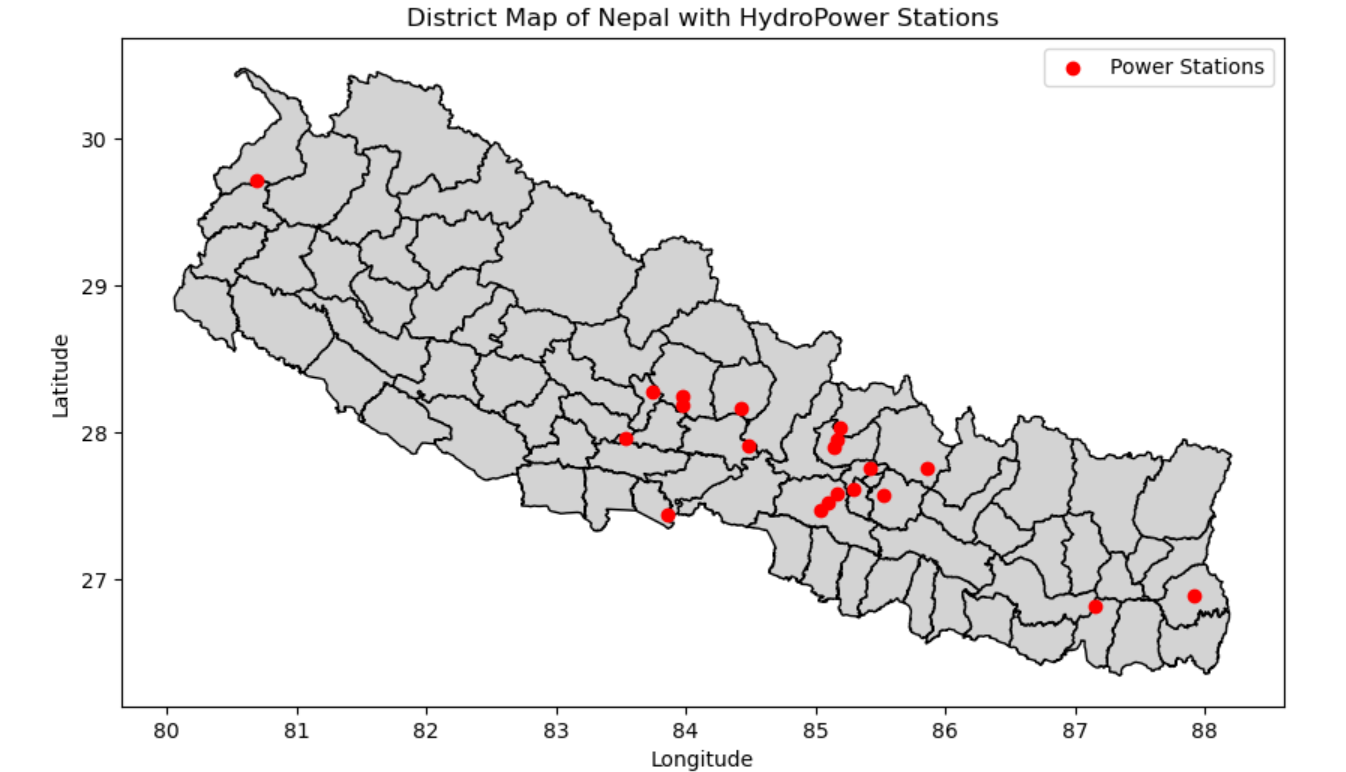 District Map of Nepal with HydroPower Stations
Power Stations
30
29
28
27
Latitude
80 81 82 83 84 85 86 87 88
Longitude